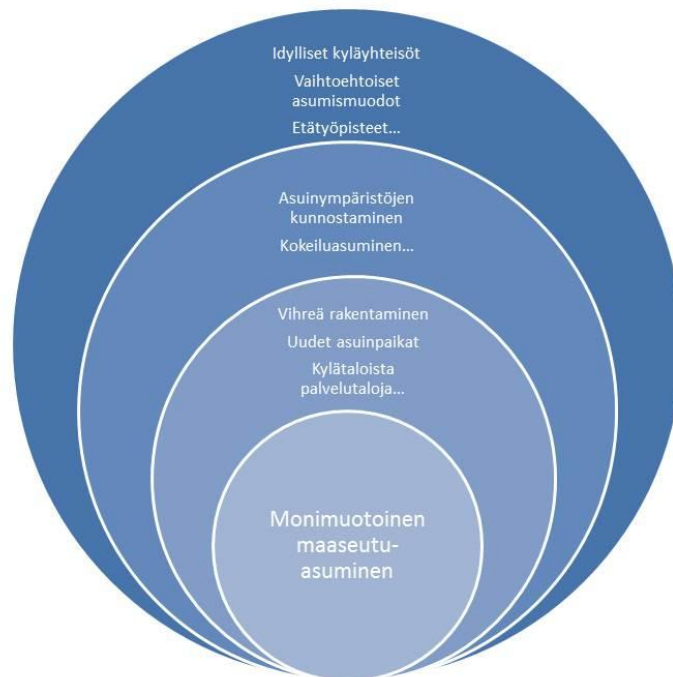 Idylliset kyläyhteisöt
Vaihtoehtoiset
asumismuodot
Etätyöpisteet…
Asuinympäristöjen
kunnostaminen
Kokeiluasuminen…
Vihreä rakentaminen
Uudet asuinpaikat
Kylätaloista
palvelutaloja…
Monimuotoinen
maaseutu-
asuminen